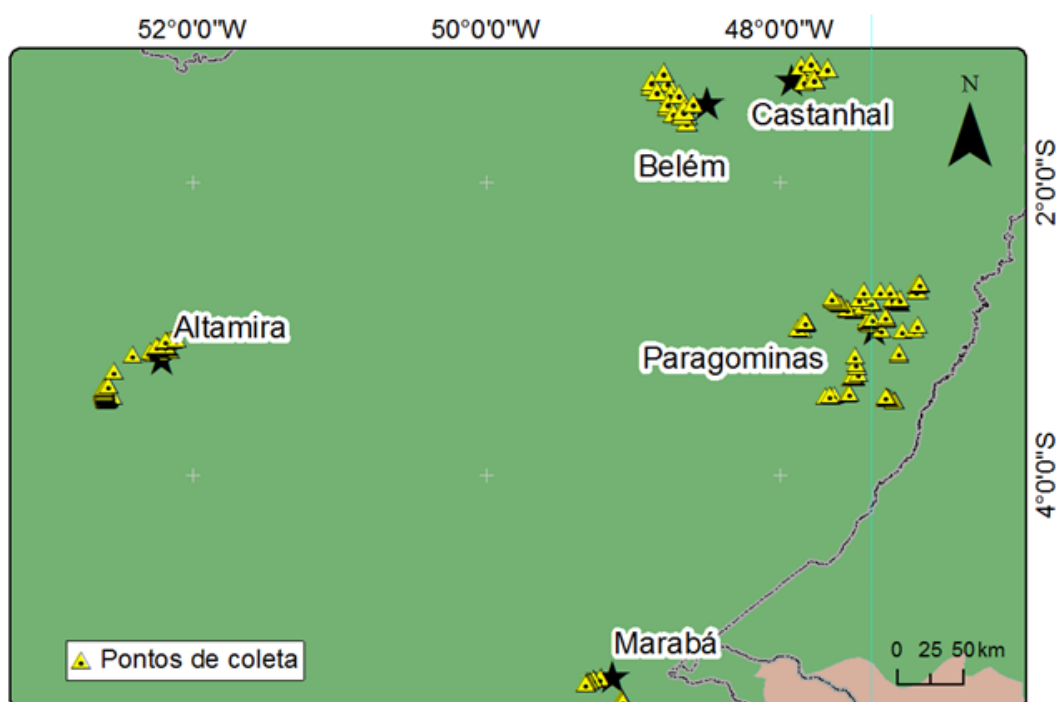 52°0'0"W 50°0'0"W 48°0'0"W
N
Castanhal
Belém
2°0'0"S
Altamira
Paragominas
4°0'0"S
Marabá
Pontos de coleta
0 25 50 km